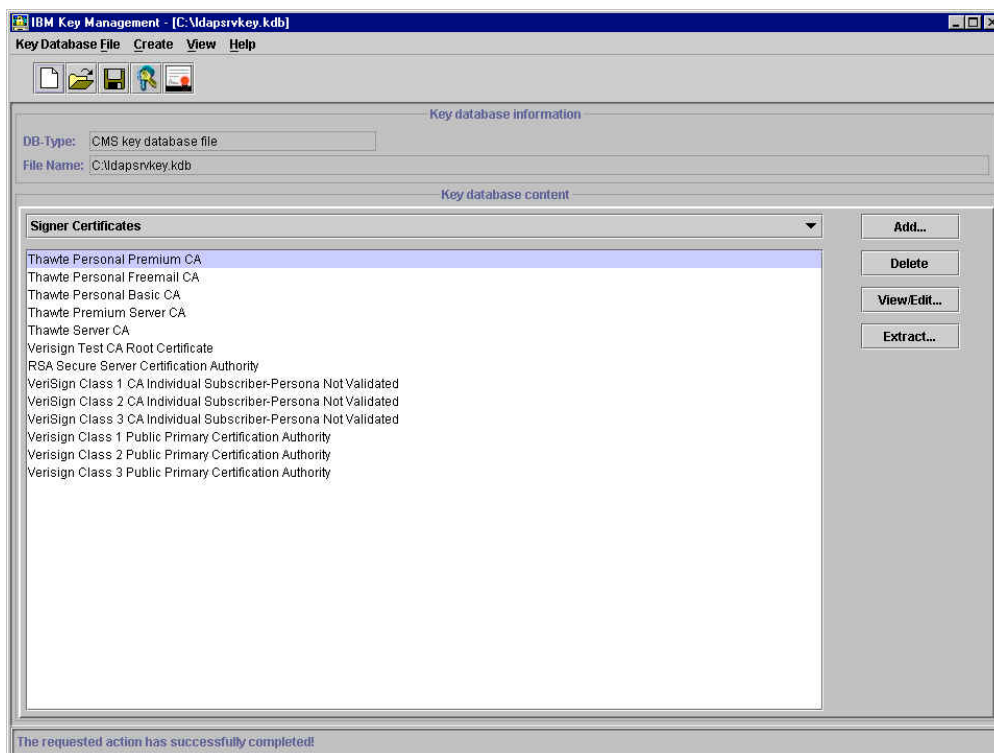 IBM Key Management - [C:\ldapsrvkey.kdb]
Key Database File Create View Help
Key database information
DB-Type: CMS key database file
File Name: C:\ldapsrvkey.kdb
Key database content
Signer Certificates
Add...
Thawte Personal Premium CA
Delete
Thawte Personal Freemail CA
Thawte Personal Basic CA
View/Edit...
Thawte Premium Server CA
Thawte Server CA
Extract...
Verisign Test CA Root Certificate
RSA Secure Server Certification Authority
VeriSign Class 1 CA Individual Subscriber-Persona Not Validated
VeriSign Class 2 CA Individual Subscriber-Persona Not Validated
VeriSign Class 3 CA Individual Subscriber-Persona Not Validated
Verisign Class 1 Public Primary Certification Authority
Verisign Class 2 Public Primary Certification Authority
Verisign Class 3 Public Primary Certification Authority
The requested action has successfully completed!